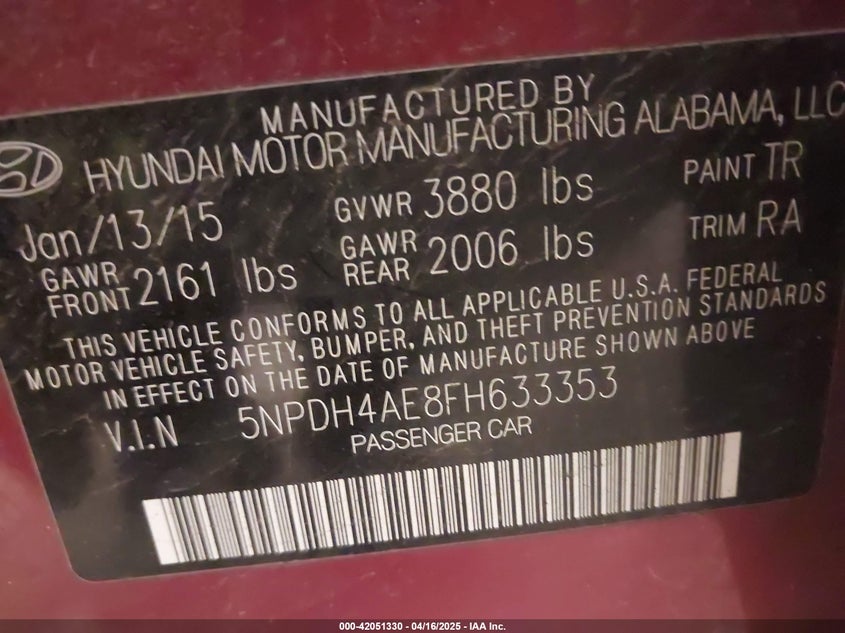 MANUFACTURED BY
HYUNDAI MOTOR MANUFACTURING ALABAMA, LLC
Jan/13/15 GVWR 3880 lbs PAINT TR
GAWR FRONT 2161 lbs GAWR REAR 2006 lbs TRIM RA
THIS VEHICLE CONFORMS TO ALL APPLICABLE U.S.A. FEDERAL
MOTOR VEHICLE SAFETY, BUMPER, AND THEFT PREVENTION STANDARDS
IN EFFECT ON THE DATE OF MANUFACTURE SHOWN ABOVE
V.I.N 5NPDH4AE8FH633353
PASSENGER CAR
000-42051330 - 04/16/2025 - IAA Inc.